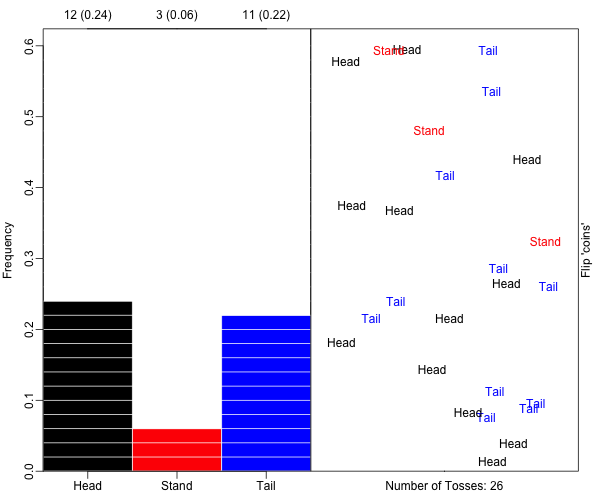 12 (0.24) 3 (0.06) 11 (0.22)
0.6
0.5
0.4
0.3
0.2
0.1
0.0
Frequency
Head Stand Tail
Stand Head Tail
Head
Tail
Stand
Head
Tail
Head Head
Stand
Tail
Head Tail
Tail
Tail Head
Head
Head
Tail
Tail
Tail
Head Tail
Head
Head
Flip 'coins'
Number of Tosses: 26